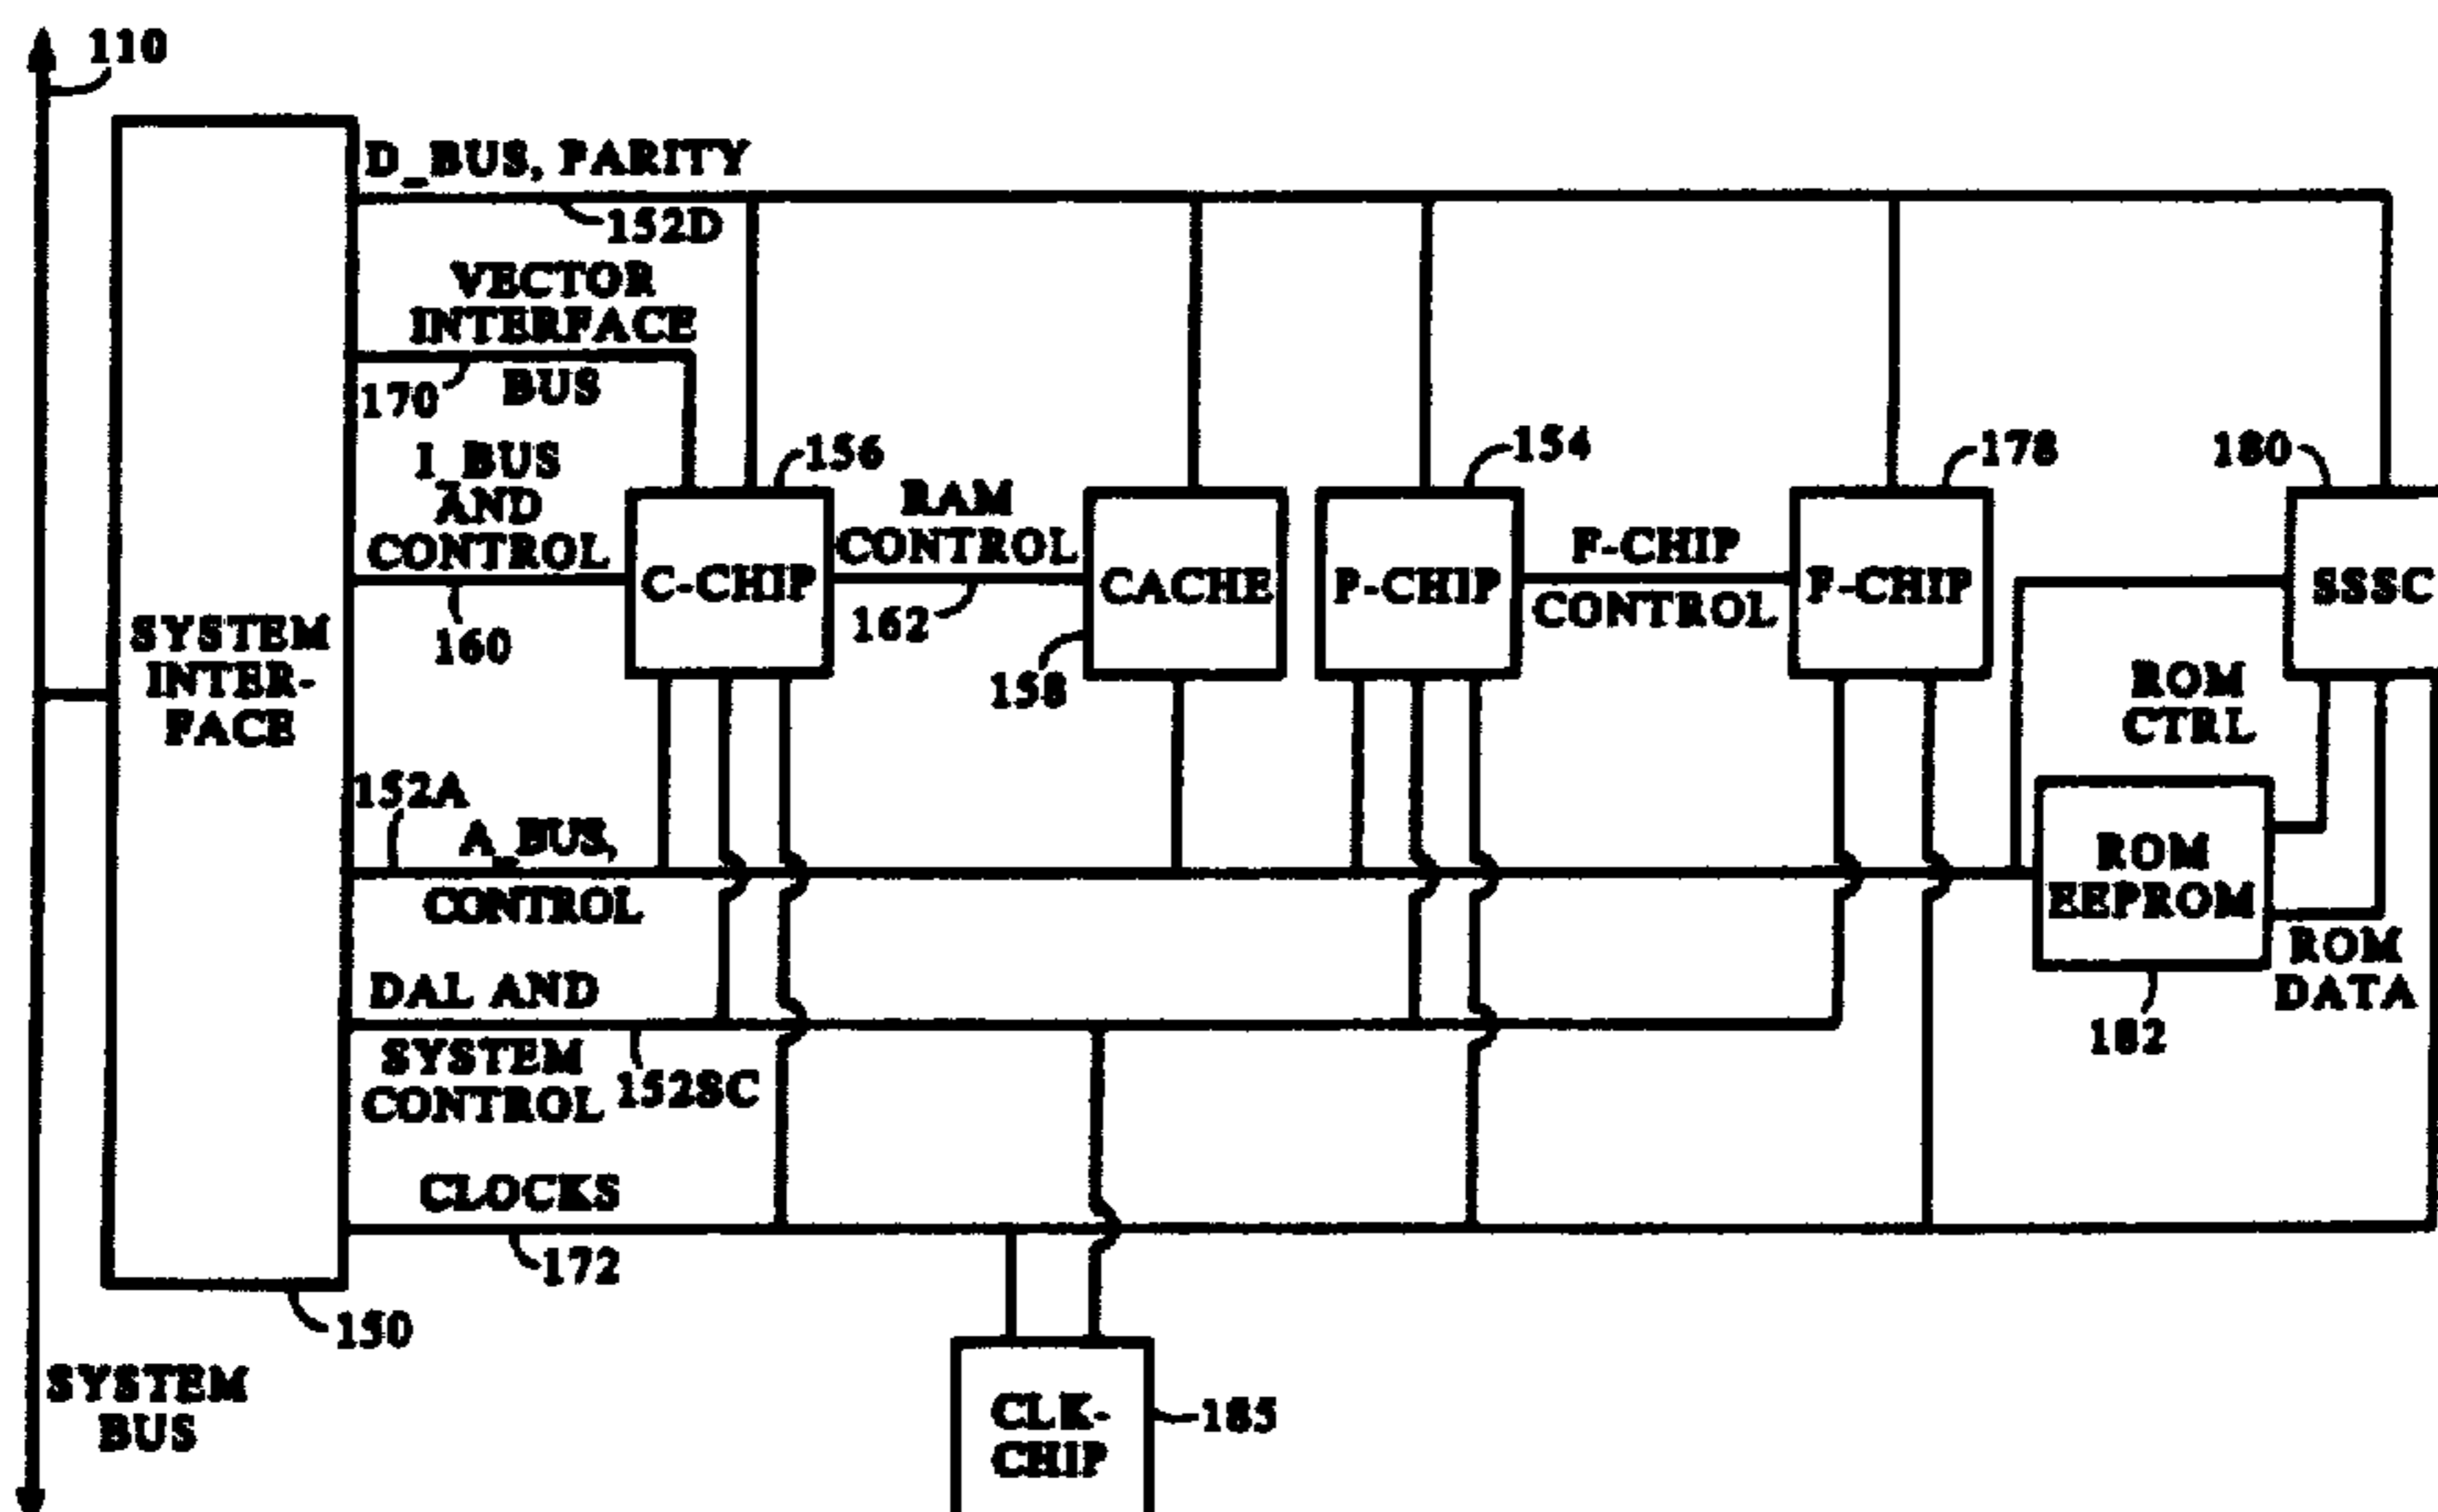 110
D_BUS, PARITY
152D
VECTOR
INTERFACE
BUS
170
I_BUS
AND
CONTROL
160
156
C-CHIP
RAM
CONTROL
162
CACHE
158
154
P-CHIP
F-CHIP
CONTROL
178
F-CHIP
180
SSSC
SYSTEM
INTER-
FACE
ROM
CTRL
152A
A_BUS,
CONTROL
ROM
EEPROM
ROM
DATA
182
DAL AND
SYSTEM
CONTROL
152SC
CLOCKS
172
150
SYSTEM
BUS
CLK-
CHIP
185